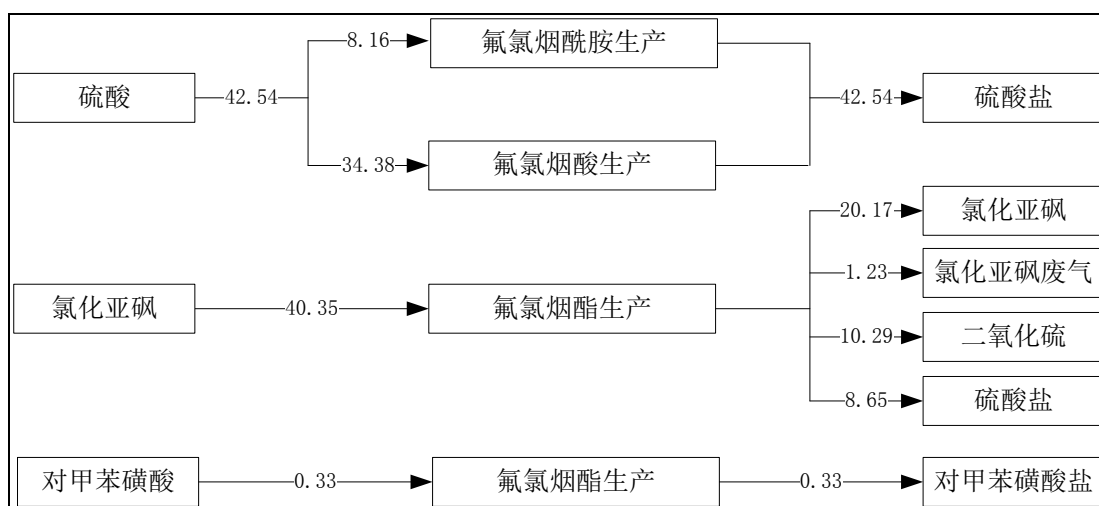 8.16
氟氯烟酰胺生产
硫酸
42.54
42.54
硫酸盐
34.38
氟氯烟酸生产
20.17
氯化亚砜
1.23
氯化亚砜废气
氯化亚砜
40.35
氟氯烟酯生产
10.29
二氧化硫
8.65
硫酸盐
对甲苯磺酸
0.33
氟氯烟酯生产
0.33
对甲苯磺酸盐